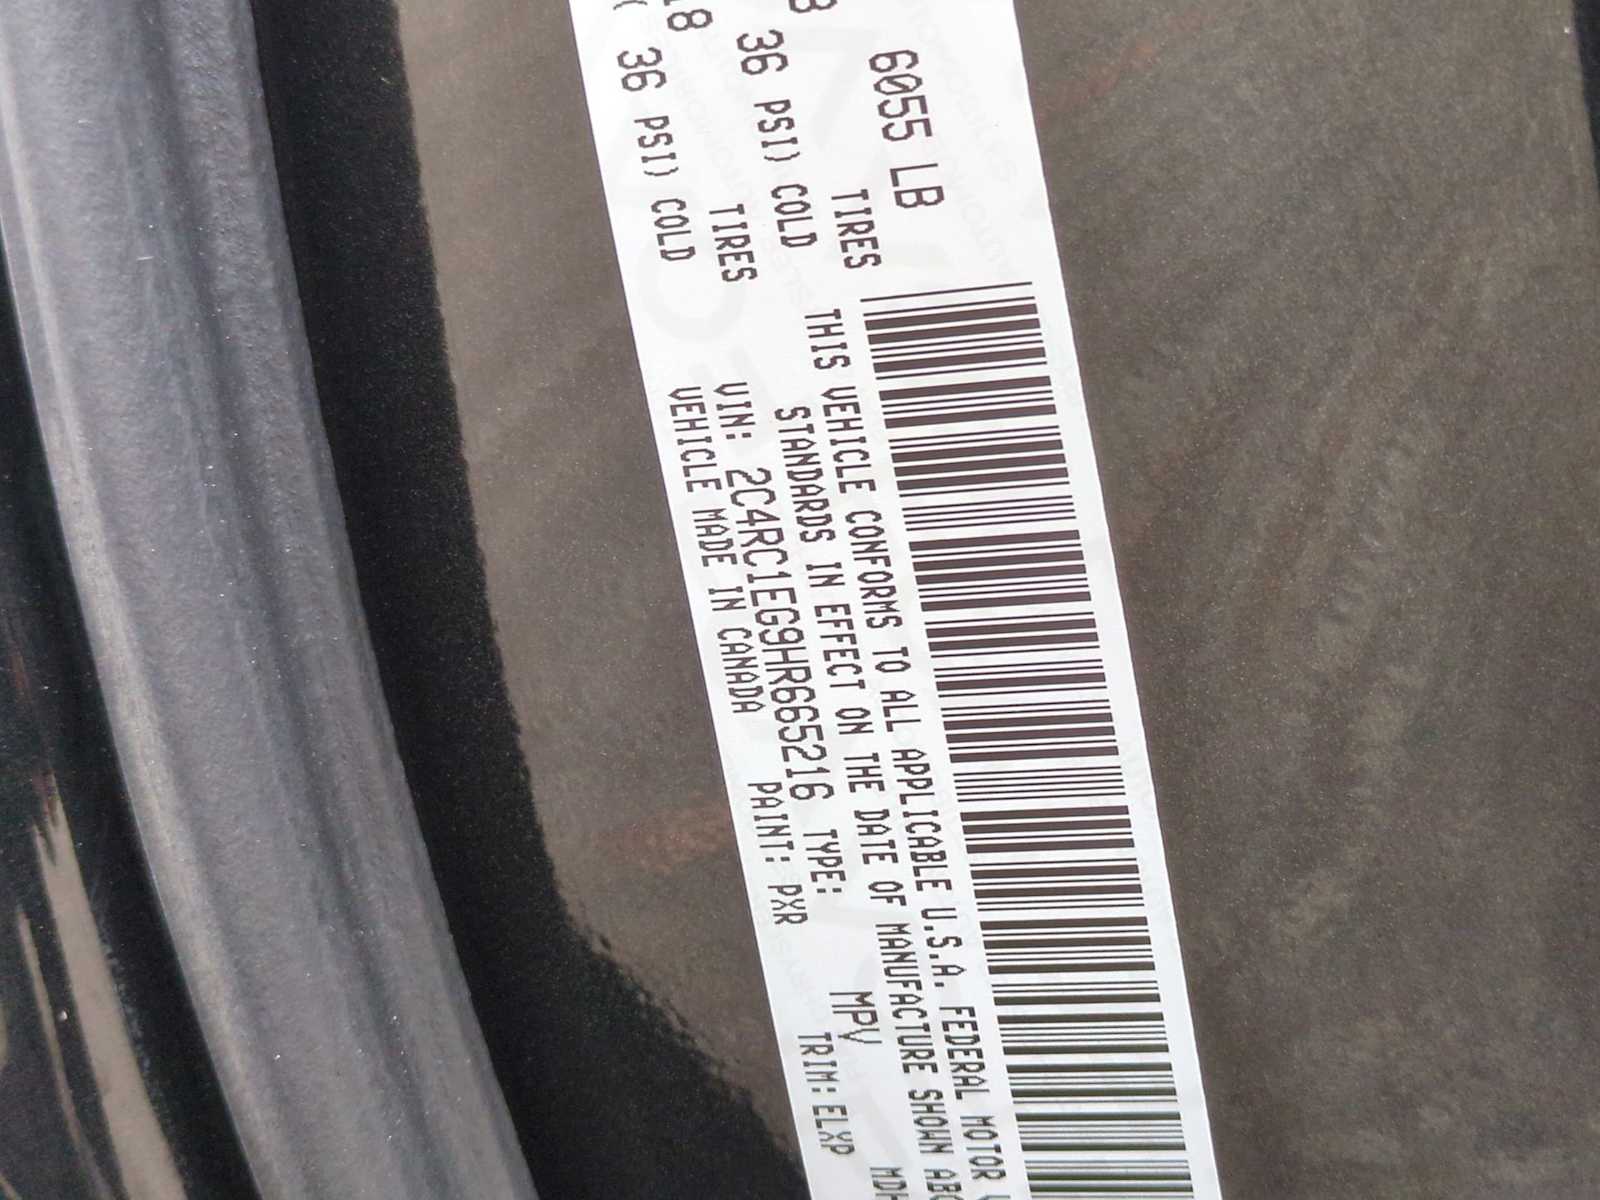 6055 LB
18 TIRES
36 PSI) COLD
TIRES
36 PSI) COLD
THIS VEHICLE CONFORMS TO ALL APPLICABLE U.S.A. FEDERAL MOTOR
STANDARDS IN EFFECT ON THE DATE OF MANUFACTURE SHOWN
VIN: 2C4RC1EG9HR665216 TYPE: MPV
VEHICLE MADE IN CANADA PAINT: PXR TRIM: ELXP